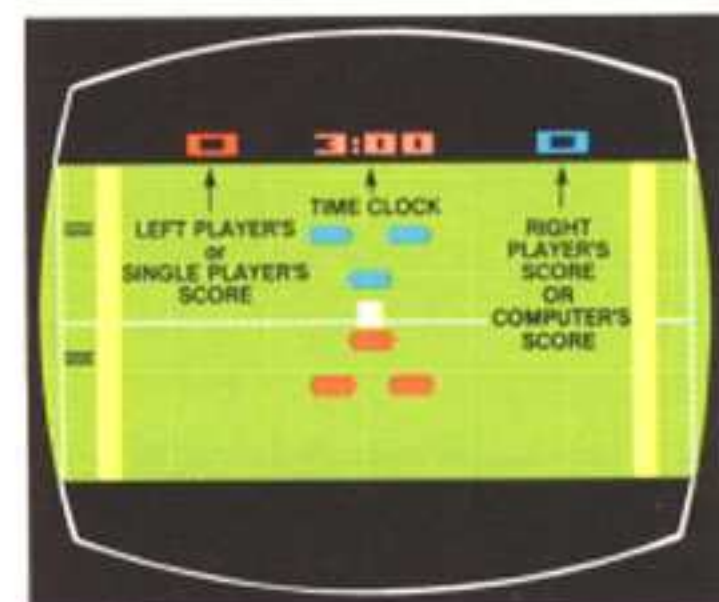 0 3:00 0
TIME CLOCK
LEFT PLAYER'S
or
SINGLE PLAYER'S
SCORE
RIGHT
PLAYER'S
SCORE
OR
COMPUTER'S
SCORE